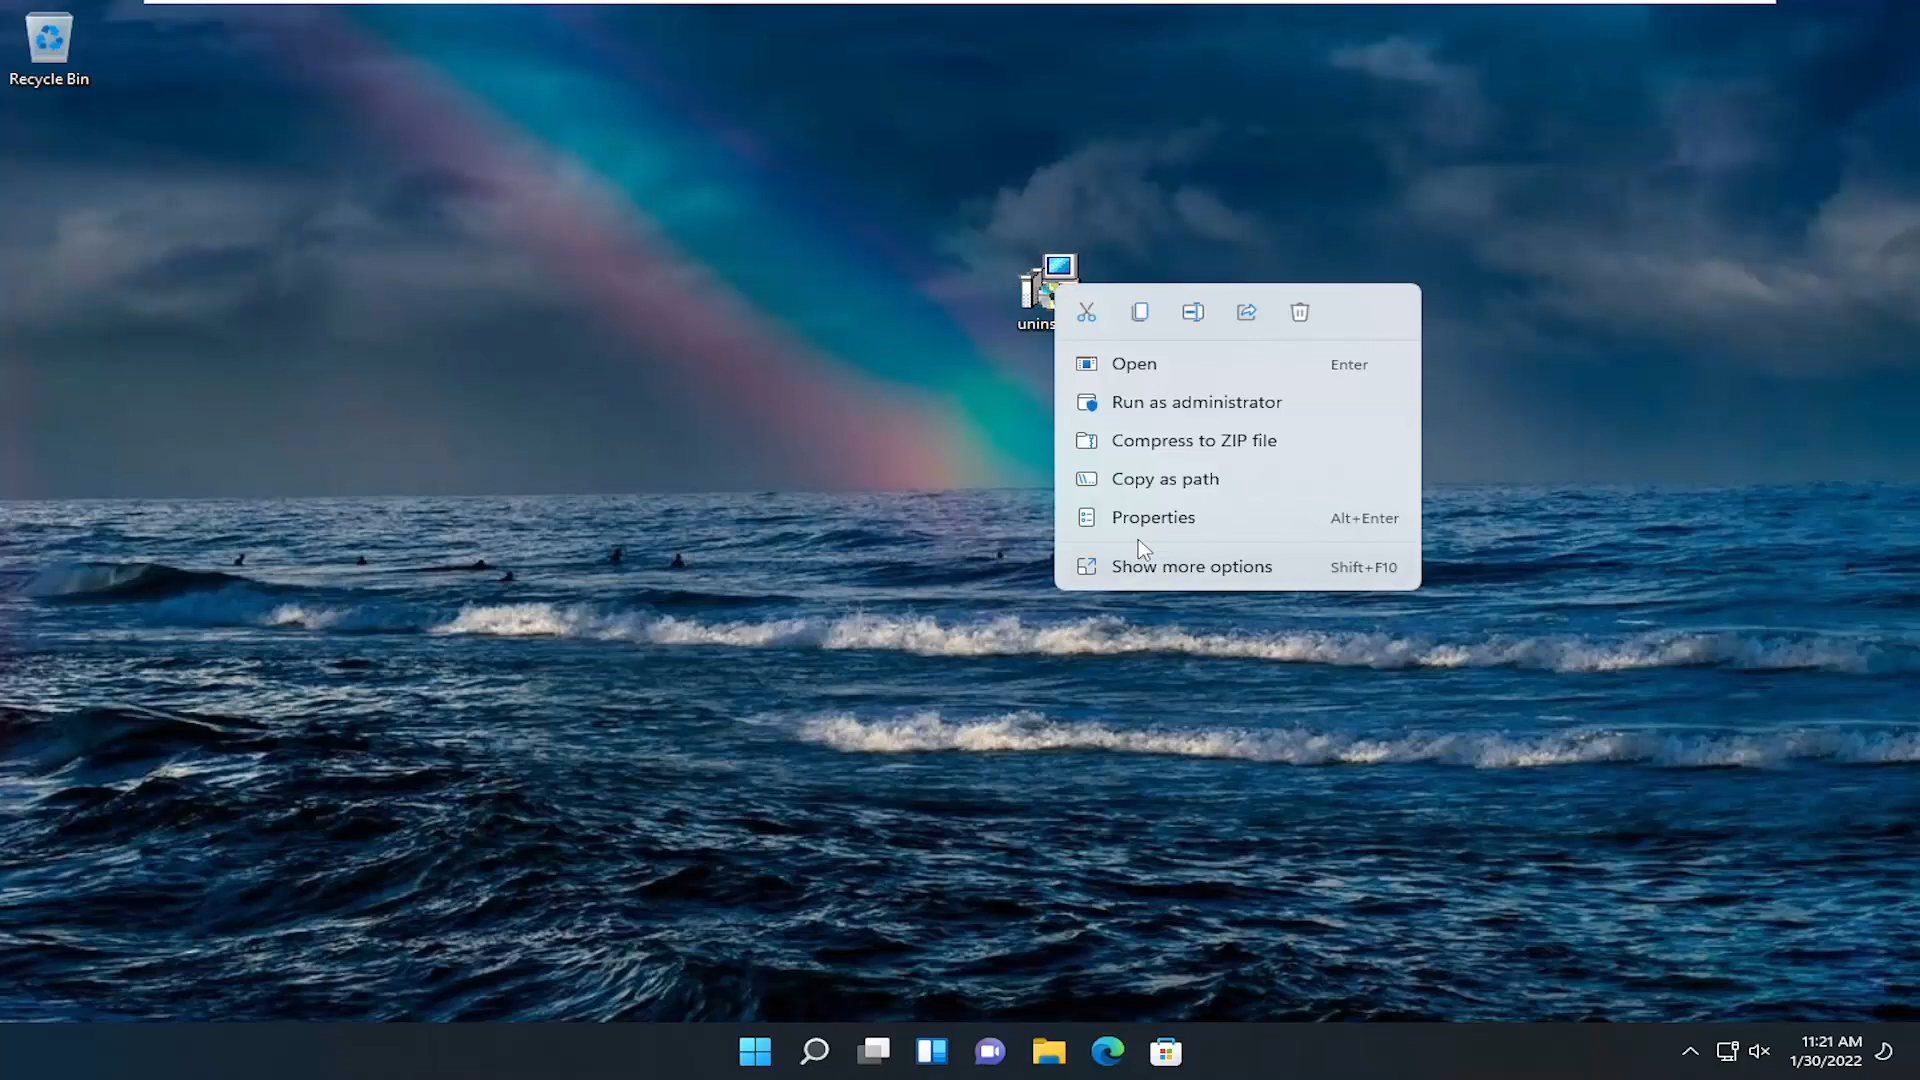 Recycle Bin
Open Enter
Run as administrator
Compress to ZIP file
Copy as path
Properties Alt+Enter
Show more options Shift+F10
11:21 AM
1/30/2022